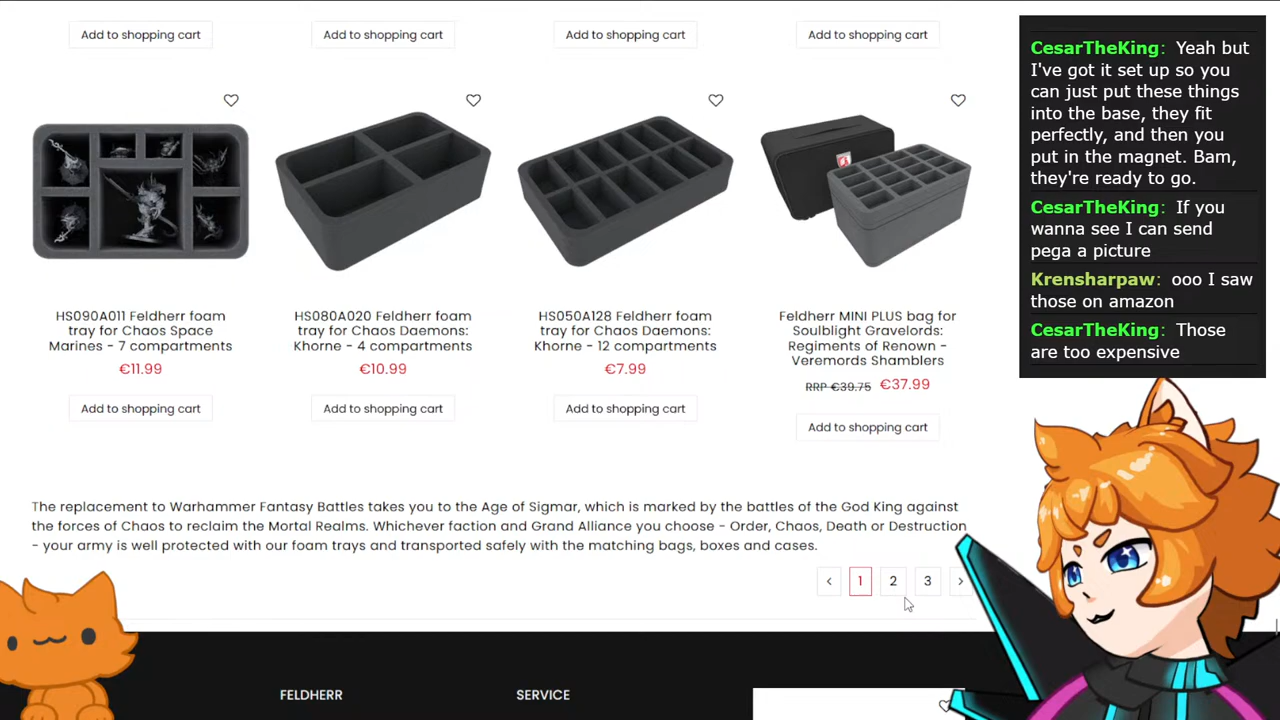 Add to shopping cart
Add to shopping cart
Add to shopping cart
Add to shopping cart
HS090A011 Feldherr foam
tray for Chaos Space
Marines - 7 compartments
€11.99
Add to shopping cart
HS080A020 Feldherr foam
tray for Chaos Daemons:
Khorne - 4 compartments
€10.99
Add to shopping cart
HS050A128 Feldherr foam
tray for Chaos Daemons:
Khorne - 12 compartments
€7.99
Add to shopping cart
Feldherr MINI PLUS bag for
Soulblight Gravelords:
Regiments of Renown -
Veremords Shamblers
RRP €39.75 €37.99
Add to shopping cart
The replacement to Warhammer Fantasy Battles takes you to the Age of Sigmar, which is marked by the battles of the God King against
the forces of Chaos to reclaim the Mortal Realms. Whichever faction and Grand Alliance you choose - Order, Chaos, Death or Destruction
- your army is well protected with our foam trays and transported safely with the matching bags, boxes and cases.
< 1 2 3 >
FELDHERR
SERVICE
CesarTheKing: Yeah but
I've got it set up so you
can just put these things
into the base, they fit
perfectly, and then you
put in the magnet. Bam,
they're ready to go.
CesarTheKing: If you
wanna see I can send
pega a picture
Krensharpaw: ooo I saw
those on amazon
CesarTheKing: Those
are too expensive